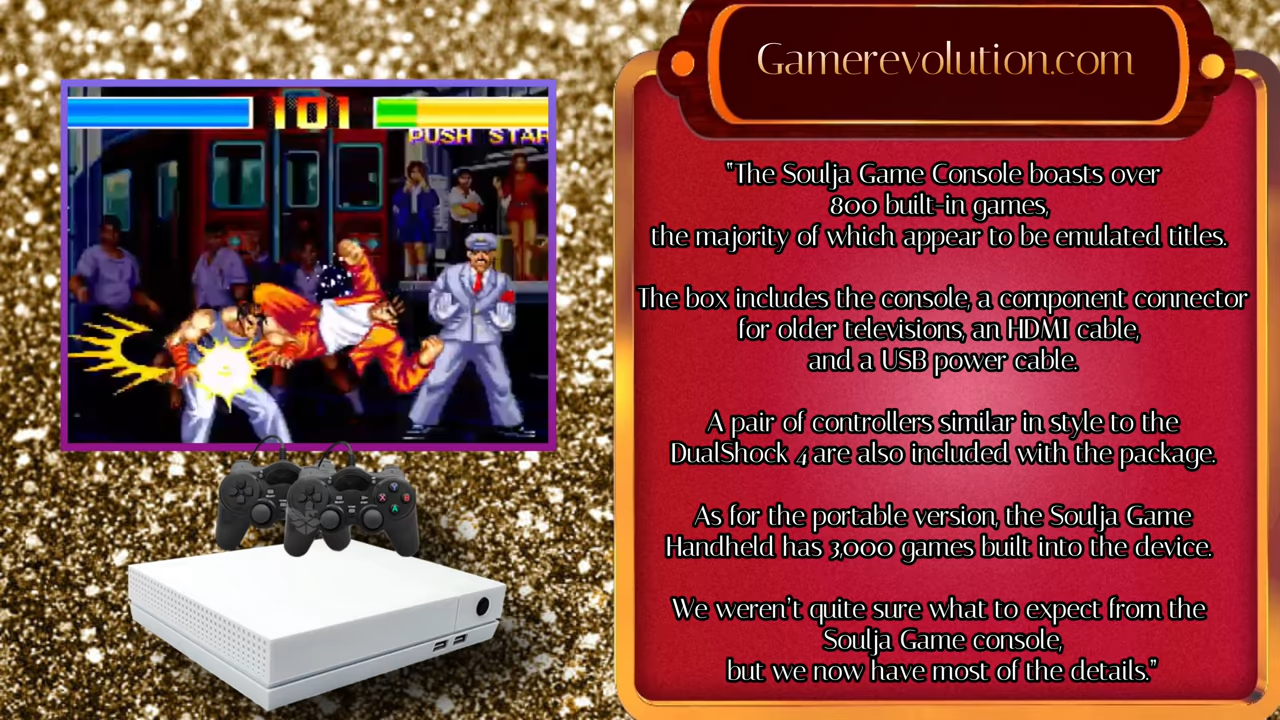 101
PUSH STAR
Gamerevolution.com
"The Soulja Game Console boasts over
800 built-in games,
the majority of which appear to be emulated titles.
The box includes the console, a component connector
for older televisions, an HDMI cable,
and a USB power cable.
A pair of controllers similar in style to the
DualShock 4 are also included with the package.
As for the portable version, the Soulja Game
Handheld has 3,000 games built into the device.
We weren't quite sure what to expect from the
Soulja Game console,
but we now have most of the details."